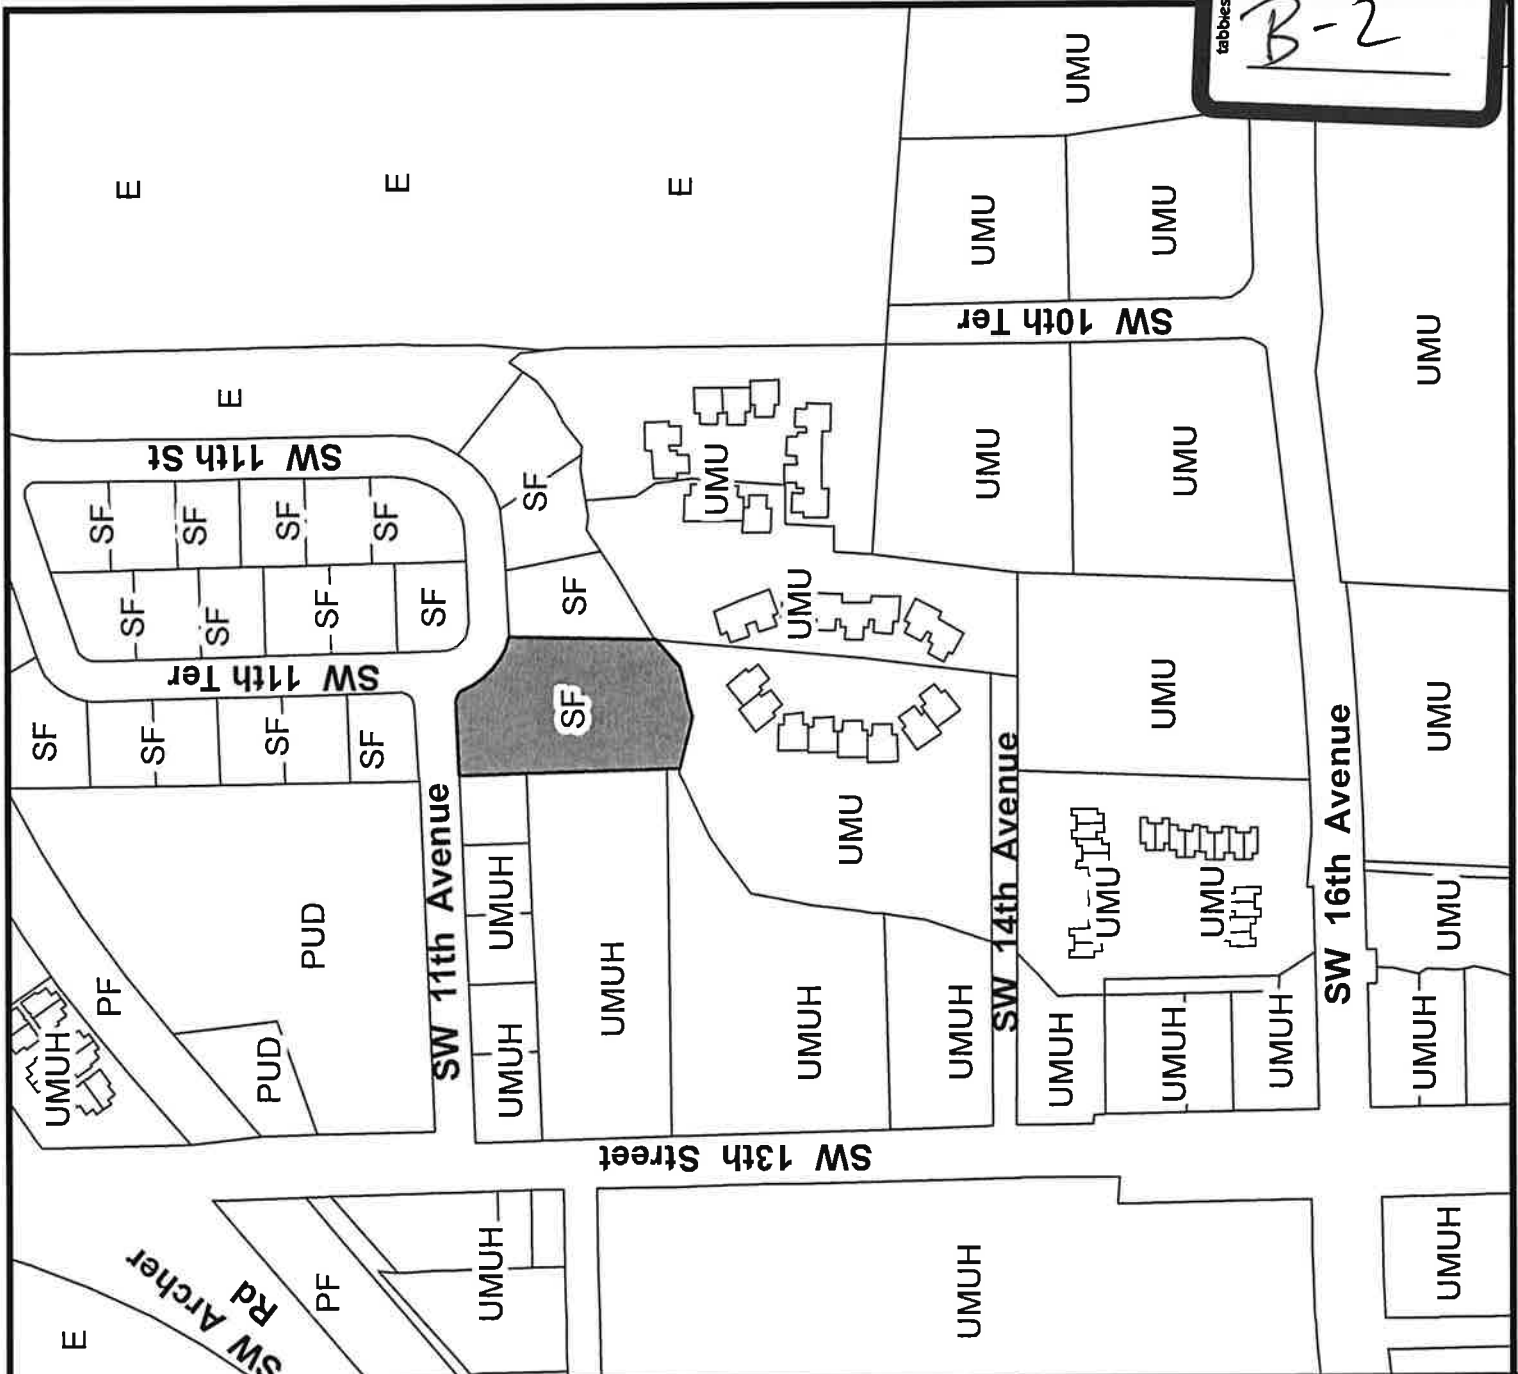 tabbies
B-2
UMU
E
E
E
UMU
UMU
SW 10th Ter
UMU
E
SW 11th St
UMU
UMU
UMU
SF
SF
SF
SF
SF
SF
SF
SF
SF
SF
UMU
SW 11th Ter
SF
SF
SF
SF
SF
UMU
UMU
SW 11th Avenue
UMU
SW 14th Avenue
SW 16th Avenue
UMU
UMU
UMU
PUD
PF
UMUH
UMUH
UMUH
UMUH
PUD
UMUH
UMUH
UMUH
UMUH
UMUH
UMUH
UMUH
SW 13th Street
SW Archer
Rd
E
PF
UMUH
UMUH
UMUH